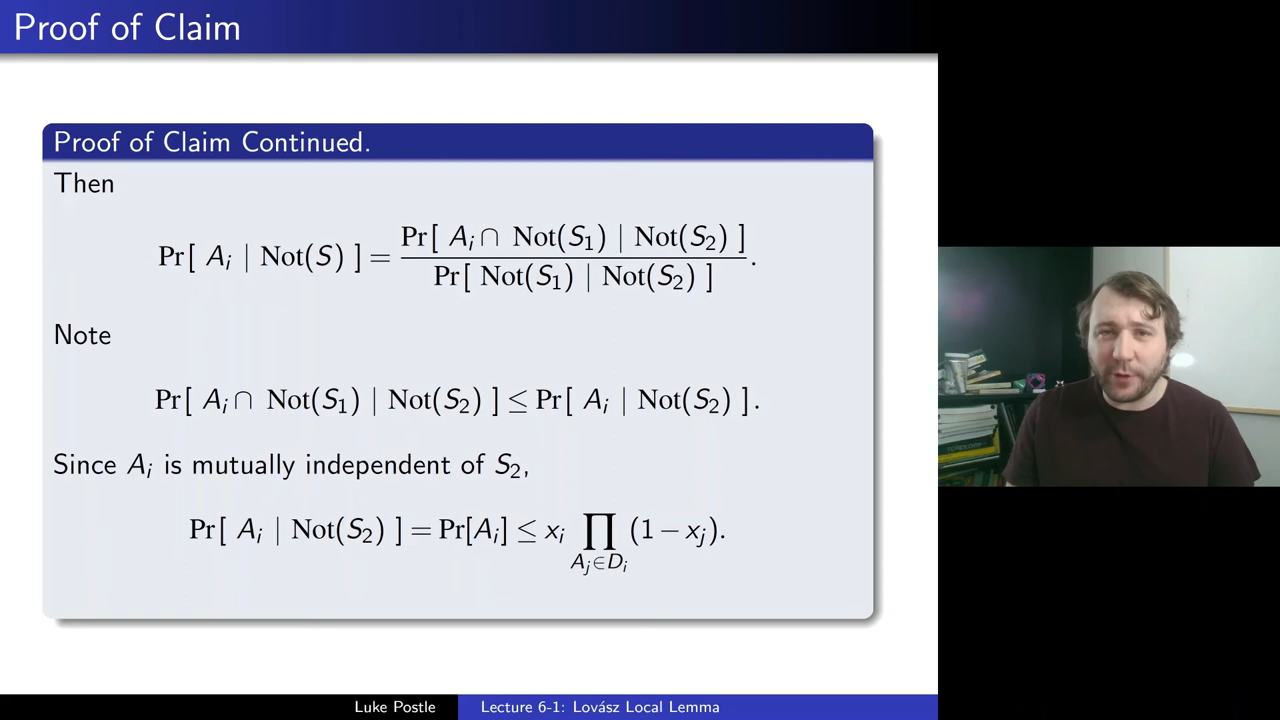 Proof of Claim
Proof of Claim Continued.
Then
Pr[ A_i | Not(S) ] = \frac{Pr[ A_i ∩ Not(S_1) | Not(S_2) ]}{Pr[ Not(S_1) | Not(S_2) ]}.
Note
Pr[ A_i ∩ Not(S_1) | Not(S_2) ] ≤ Pr[ A_i | Not(S_2) ].
Since A_i is mutually independent of S_2,
Pr[ A_i | Not(S_2) ] = Pr[A_i] ≤ x_i ∏_{A_j∈D_i} (1 − x_j).
Luke Postle
Lecture 6-1: Lovász Local Lemma